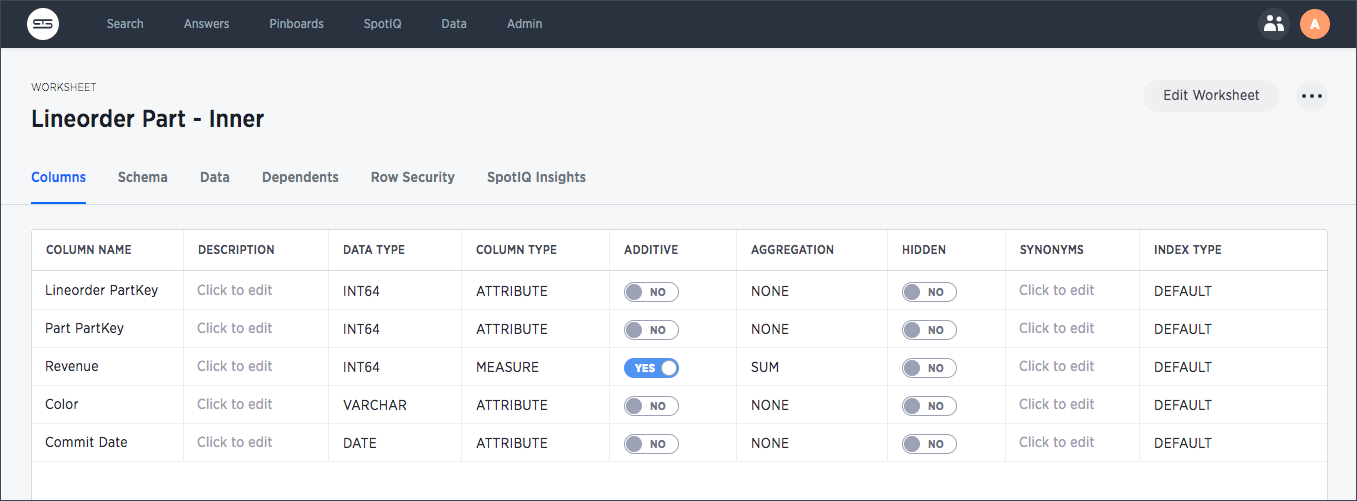 Search Answers Pinboards SpotIQ Data Admin A
WORKSHEET
Edit Worksheet
Lineorder Part - Inner
Columns Schema Data Dependents Row Security SpotIQ Insights
COLUMN NAME DESCRIPTION DATA TYPE COLUMN TYPE ADDITIVE AGGREGATION HIDDEN SYNONYMS INDEX TYPE
Lineorder PartKey Click to edit INT64 ATTRIBUTE NO NONE NO Click to edit DEFAULT
Part PartKey Click to edit INT64 ATTRIBUTE NO NONE NO Click to edit DEFAULT
Revenue Click to edit INT64 MEASURE YES SUM NO Click to edit DEFAULT
Color Click to edit VARCHAR ATTRIBUTE NO NONE NO Click to edit DEFAULT
Commit Date Click to edit DATE ATTRIBUTE NO NONE NO Click to edit DEFAULT